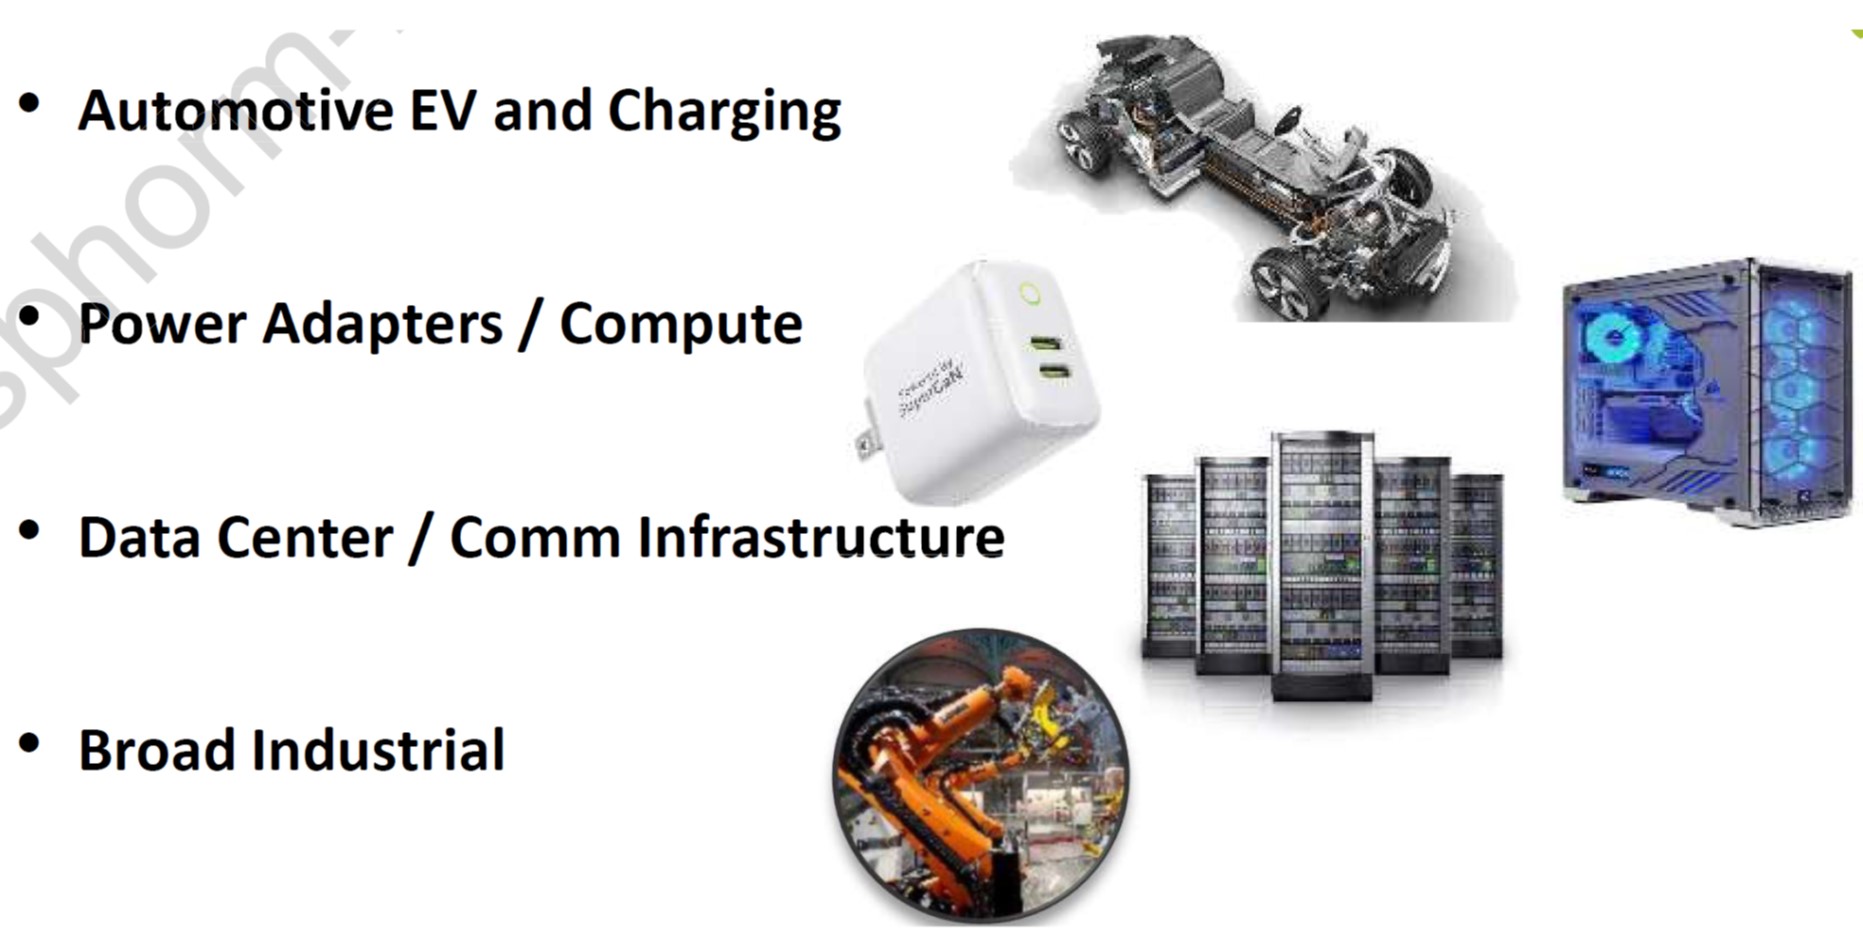 • Automotive EV and Charging
• Power Adapters / Compute
Powered by
SuperGaN
• Data Center / Comm Infrastructure
• Broad Industrial
sphorm-